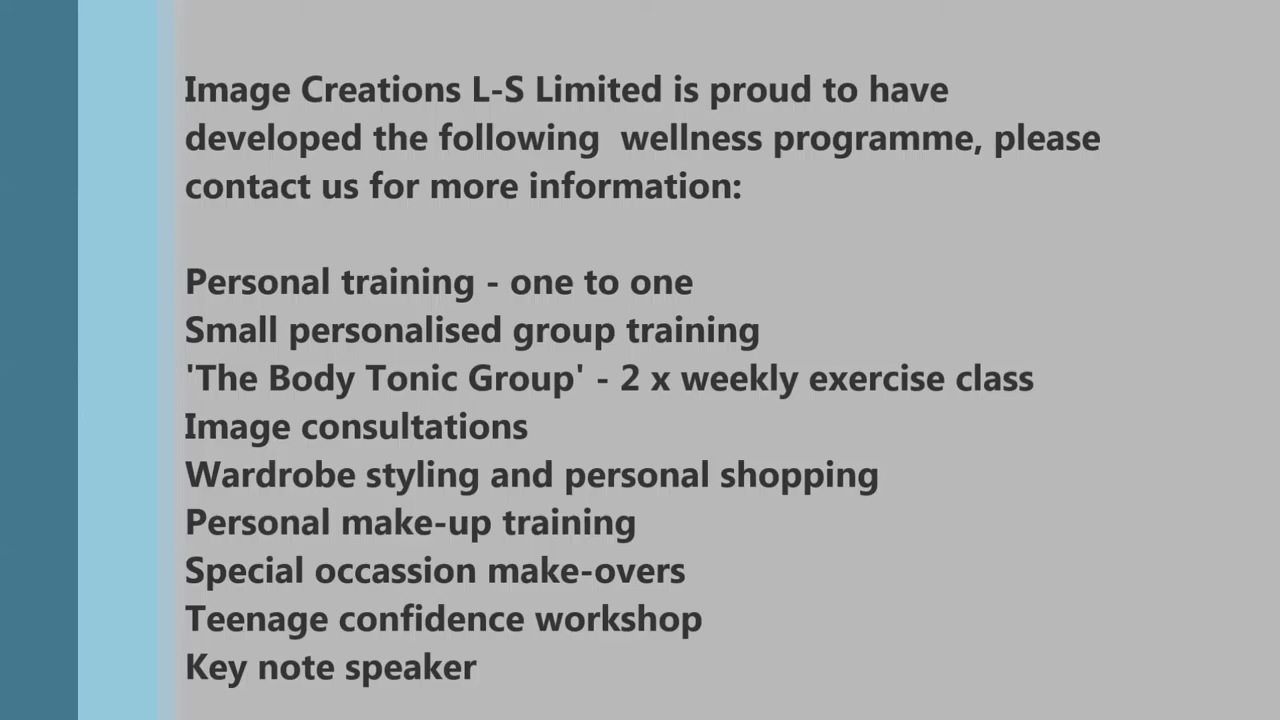 Image Creations L-S Limited is proud to have
developed the following  wellness programme, please
contact us for more information:
Personal training - one to one
Small personalised group training
'The Body Tonic Group' - 2 x weekly exercise class
Image consultations
Wardrobe styling and personal shopping
Personal make-up training
Special occassion make-overs
Teenage confidence workshop
Key note speaker